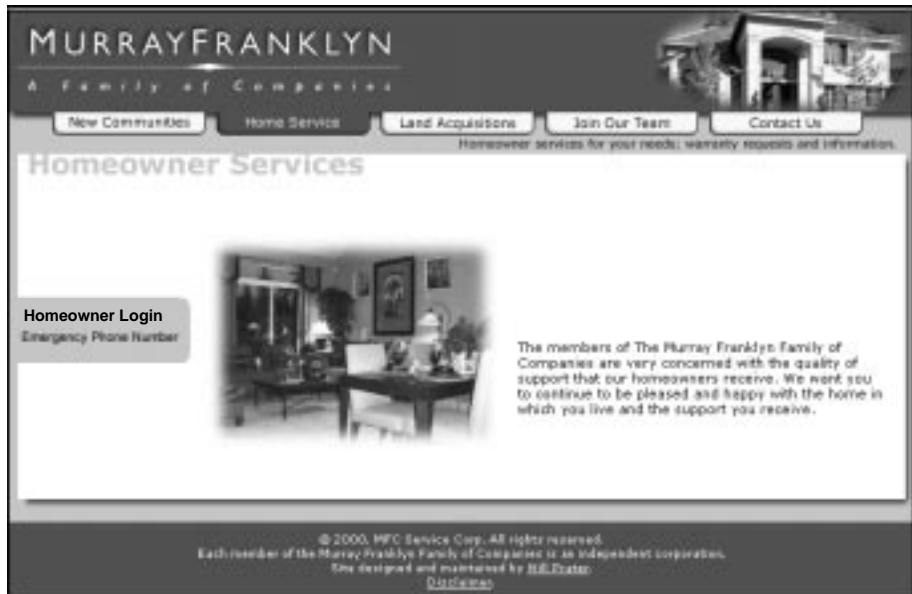 MURRAYFRANKLYN
A Family of Companies
New Communities Home Service Land Acquisitions Join Our Team Contact Us
Homeowner services for your needs: warranty requests and information.
Homeowner Services
Homeowner Login
Emergency Phone Number
The members of The Murray Franklyn Family of
Companies are very concerned with the quality of
support that our homeowners receive. We want you
to continue to be pleased and happy with the home in
which you live and the support you receive.
© 2000, MFC Service Corp. All rights reserved.
Each member of the Murray Franklyn Family of Companies is an independent corporation.
Site designed and maintained by Hill Prater.
Disclaimer.